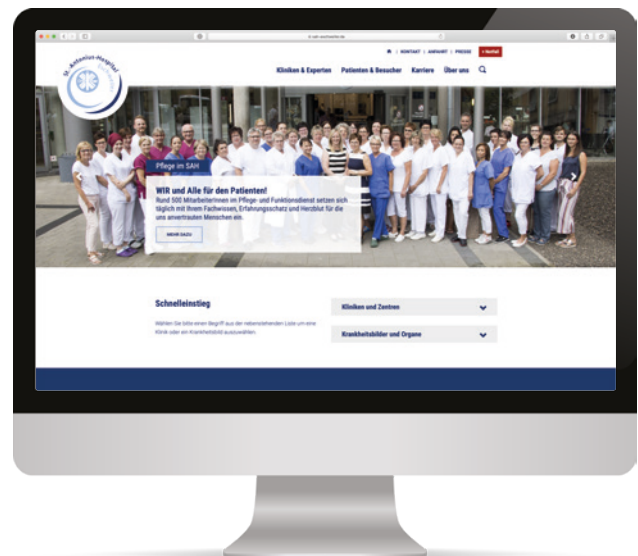 St.-Antonius-Hospital
Eschweiler
KONTAKT | ANFAHRT | PRESSE
Notfall
Kliniken & Experten Patienten & Besucher Karriere Über uns
Pflege im SAH
WIR und Alle für den Patienten!
Rund 500 MitarbeiterInnen im Pflege- und Funktionsdienst setzen sich
täglich mit Ihrem Fachwissen, Erfahrungsschatz und Herzblut für die
uns anvertrauten Menschen ein.
MEHR DAZU
Schnelleinstieg
Wählen Sie bitte einen Begriff aus der nebenstehenden Liste um eine
Klinik oder ein Krankheitsbild auszuwählen.
Kliniken und Zentren
Krankheitsbilder und Organe